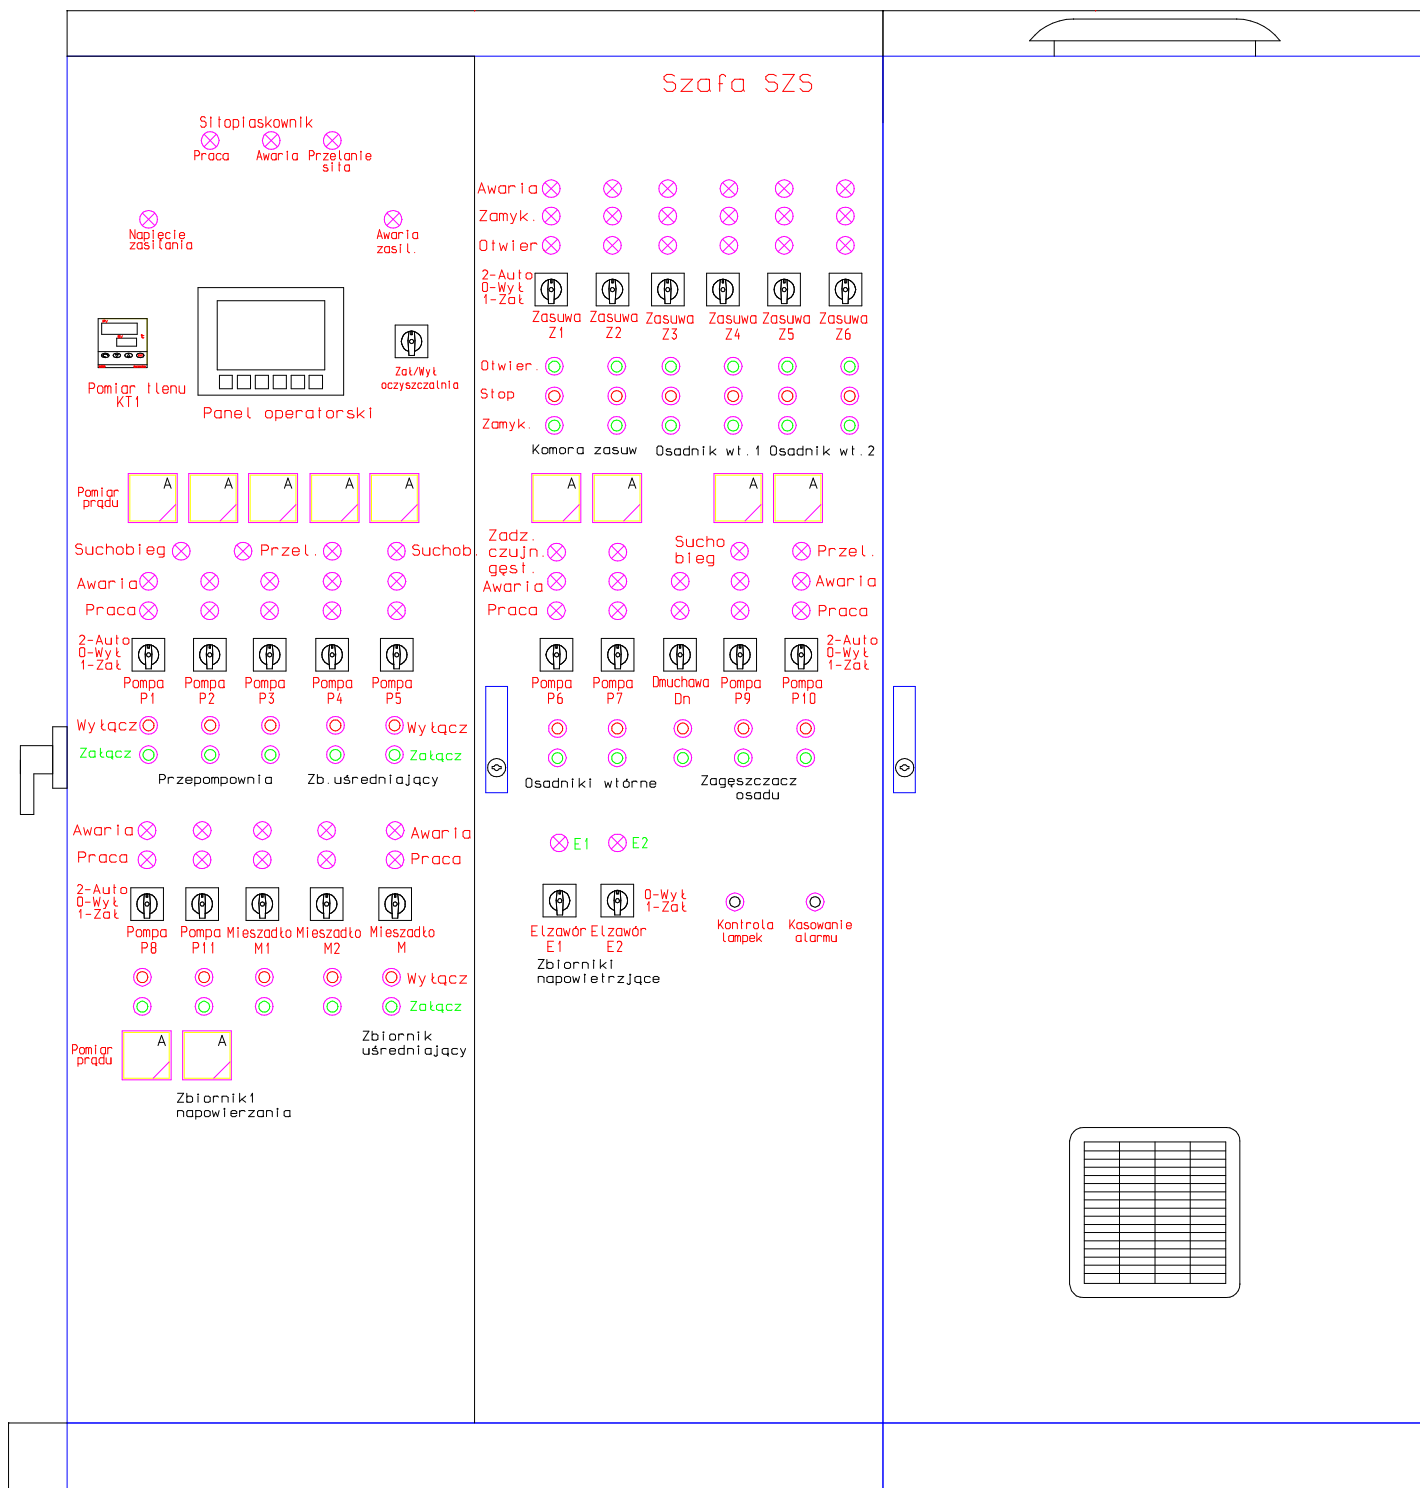 Szafa SZS
Sitopiaskownik
Praca Awaria Przelanie
sita
Napięcie
zasilania
Awaria
zasil.
Pomiar tlenu
KT1
Panel operatorski
Zał/Wył
oczyszczalnia
Pomiar
prądu
A A A A A
Suchobieg Przel. Suchob.
Awaria
Praca
2-Auto
0-Wył
1-Zał
Pompa Pompa Pompa Pompa Pompa
P1 P2 P3 P4 P5
Wyłącz Wyłącz
Załącz Załącz
Przepompownia Zb.uśredniający
Awaria Awaria
Praca Praca
2-Auto
0-Wył
1-Zał
Pompa Pompa Mieszadło Mieszadło Mieszadło
P8 P11 M1 M2 M
Wyłącz
Załącz
Zbiornik
uśredniający
Pomiar
prądu
A A
Zbiornik1
napowierzania
Awaria
Zamyk.
Otwier
2-Auto
0-Wył
1-Zał
Zasuwa Zasuwa Zasuwa Zasuwa Zasuwa Zasuwa
Z1 Z2 Z3 Z4 Z5 Z6
Otwier.
Stop
Zamyk.
Komora zasuw Osadnik wt.1 Osadnik wt.2
A A A A
Zadz.
czujn.
gęst.
Sucho
bieg
Przel.
Awaria Awaria
Praca Praca
2-Auto
0-Wył
1-Zał
Pompa Pompa Dmuchawa Pompa Pompa
P6 P7 Dn P9 P10
Osadniki wtórne
Zagęszczacz
osadu
E1 E2
0-Wył
1-Zał
Elzawór Elzawór
E1 E2
Zbiorniki
napowietrzjące
Kontrola
lampek
Kasowanie
alarmu